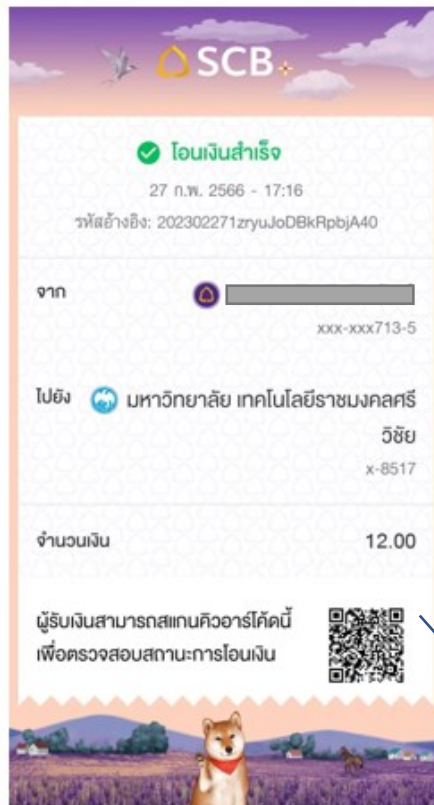 SCB
โอนเงินสำเร็จ
27 ก.พ. 2566 - 17:16
รหัสอ้างอิง: 202302271zryuJoDBkRpbjA40
จาก
xxx-xxx713-5
ไปยัง มหาวิทยาลัย เทคโนโลยีราชมงคลศรี
วิชัย
x-8517
จำนวนเงิน 12.00
ผู้รับเงินสามารถสแกนคิวอาร์โค้ดนี้
เพื่อตรวจสอบสถานะการโอนเงิน